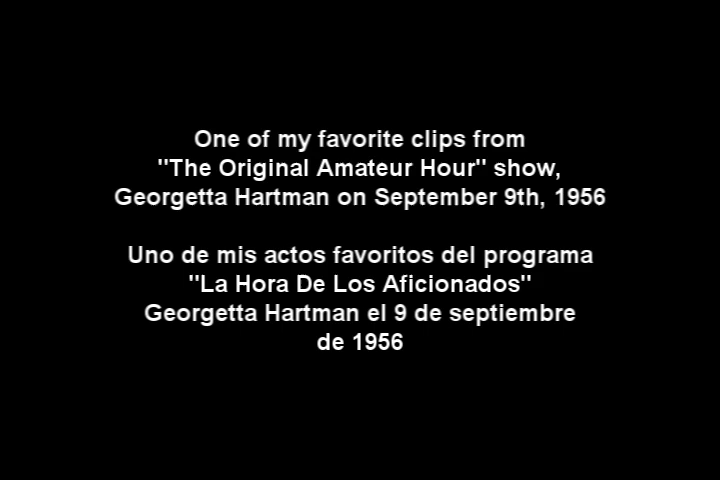 One of my favorite clips from
"The Original Amateur Hour" show,
Georgetta Hartman on September 9th, 1956
Uno de mis actos favoritos del programa
"La Hora De Los Aficionados"
Georgetta Hartman el 9 de septiembre
de 1956